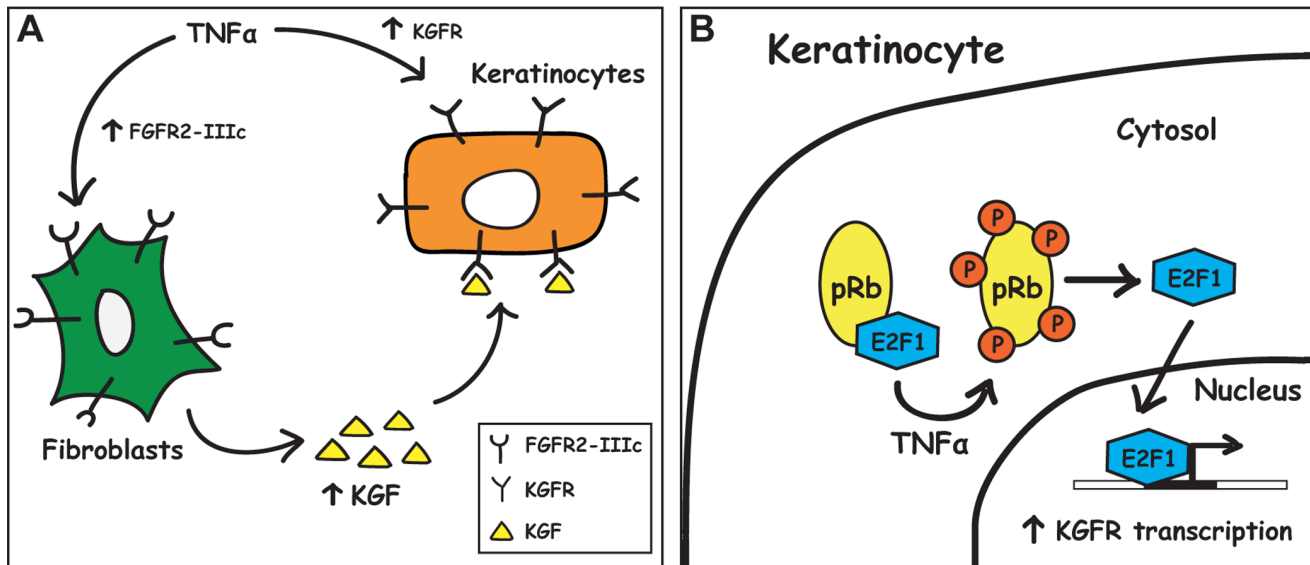 A
TNFα
↑ KGFR
Keratinocytes
↑ FGFR2-IIIc
Fibroblasts
↑ KGF
FGFR2-IIIc
KGFR
KGF
B
Keratinocyte
Cytosol
pRb
E2F1
TNFα
P
P
P
pRb
P
P
E2F1
Nucleus
E2F1
↑ KGFR transcription